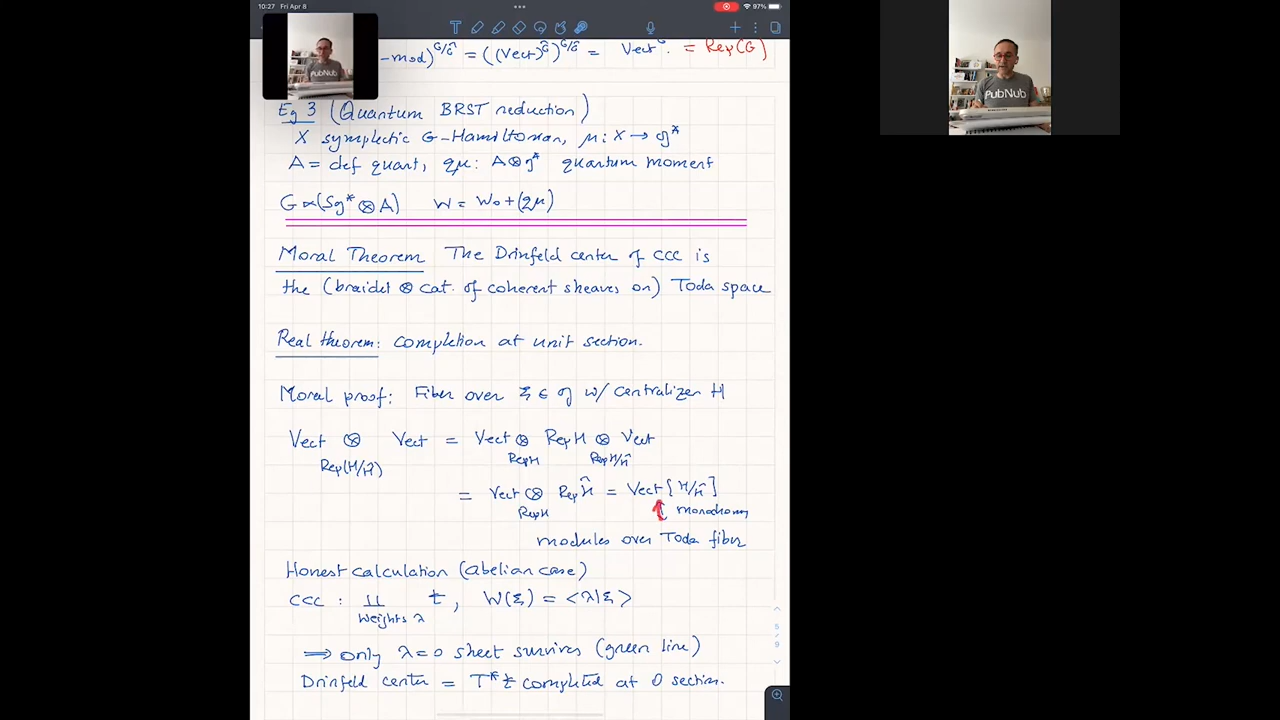 10:27 Fri Apr 8
97%
-mod)^{G/Ĝ} = ((Vect)^Ĝ)^{G/Ĝ} = Vect^G. = Rep(G)
PubNub
PubNub
Eg 3 (Quantum BRST reduction)
X symplectic G-Hamiltonian, μ: X → g*
A = def quant, qμ: A⊗g* quantum moment
G ⋉ (Sg* ⊗ A) W = W₀ + (qμ)
Moral Theorem The Drinfeld center of CCC is
the (braided ⊗ cat. of coherent sheaves on) Toda space
Real theorem: completion at unit section.
Moral proof: Fiber over ξ ∈ g w/ centralizer H
Vect ⊗ Vect = Vect ⊗ Rep H ⊗ Vect
Rep(H/Ĥ) Rep H Rep H/Ĥ
= Vect ⊗ Rep Ĥ = Vect [H/Ĥ]
Rep H monodromy
modules over Toda fiber
Honest calculation (abelian case)
CCC : ∐ t, W(ξ) = <λ|ξ>
Weights λ
⟹ only λ=0 sheet survives (green line)
Drinfeld center = T*t completed at 0 section.
5
/
9